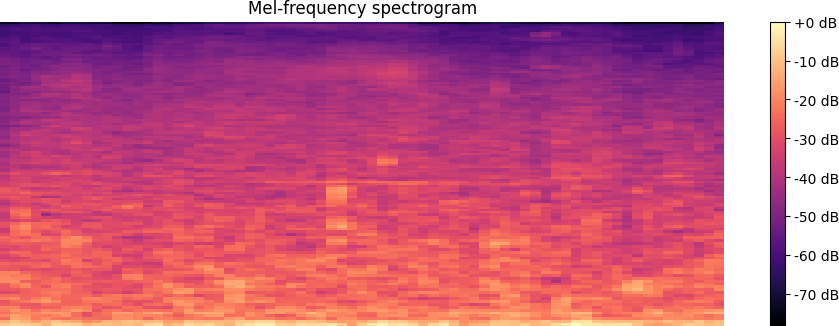 Mel-frequency spectrogram
+0 dB
-10 dB
-20 dB
-30 dB
-40 dB
-50 dB
-60 dB
-70 dB